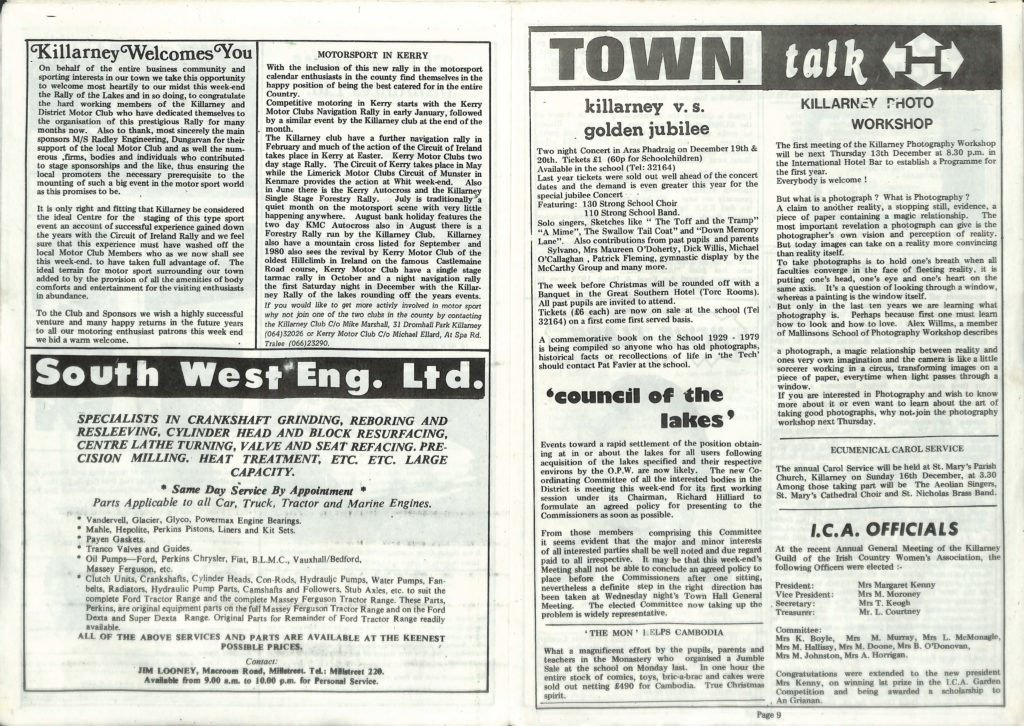 Killarney Welcomes You
On behalf of the entire business community and
sporting interests in our town we take this opportunity
to welcome most heartily to our midst this week-end
the Rally of the Lakes and in so doing, to congratulate
the hard working members of the Killarney and
District Motor Club who have dedicated themselves to
the organisation of this prestigious Rally for many
months now. Also to thank, most sincerely the main
sponsors M/S Radley Engineering, Dungarvan for their
support of the local Motor Club and as well the num-
erous ,firms, bodies and individuals who contributed
to stage sponsorships and the like, thus ensuring the
local promoters the necessary prerequisite to the
mounting of such a big event in the motor sport world
as this promises to be.
It is only right and fitting that Killarney be considered
the ideal Centre for the staging of this type sport
event an account of successful experience gained down
the years with the Circuit of Ireland Rally and we feel
sure that this experience must have washed off the
local Motor Club Members who as we now shall see
this week-end. to have taken full advantage of. The
ideal terrain for motor sport surrounding our town
added to by the provision of all the amenities of body
comforts and entertainment for the visiting enthusiasts
in abundance.
To the Club and Sponsors we wish a highly successful
venture and many happy returns in the future years
to all our motoring enthusiast patrons this week end
we bid a warm welcome.
MOTORSPORT IN KERRY
With the inclusion of this new rally in the motorsport
calendar enthusiasts in the county find themselves in the
happy position of being the best catered for in the entire
Country.
Competitive motoring in Kerry starts with the Kerry
Motor Clubs Navigation Rally in early January, followed
by a similar event by the Killarney club at the end of the
month.
The Killarney club have a further navigation rally in
February and much of the action of the Circuit of Ireland
takes place in Kerry at Easter. Kerry Motor Clubs two
day stage Rally. The Circuit of Kerry takes place in May
while the Limerick Motor Clubs Circuit of Munster in
Kenmare provides the action at Whit week-end. Also
in June there is the Kerry Autocross and the Killarney
Single Stage Forestry Rally. July is traditionally a
quiet month on the motorsport scene with very little
happening anywhere. August bank holiday features the
two day KMC Autocross also in August there is a
Forestry Rally run by the Killarney Club. Killarney
also have a mountain cross listed for September and
1980 also sees the revival by Kerry Motor Club of the
oldest Hillclimb in Ireland on the famous Castlemaine
Road course, Kerry Motor Club have a single stage
tarmac rally in October and a night navigation rally
the first Saturday night in December with the Killar-
ney Rally of the lakes rounding off the years events.
If you would like to get more activly involved in motor sport
why not join one of the two clubs in the county by contacting
the Killarney Club C/o Mike Marshall, 31 Dromhall Park Killarney
(064)32026 or Kerry Motor Club C/o Michael Ellard, At Spa Rd.
Tralee (066)23290.
South West Eng. Ltd.
SPECIALISTS IN CRANKSHAFT GRINDING, REBORING AND
RESLEEVING, CYLINDER HEAD AND BLOCK RESURFACING,
CENTRE LATHE TURNING, VALVE AND SEAT REFACING. PRE-
CISION MILLING. HEAT TREATMENT, ETC. ETC. LARGE
CAPACITY.
* Same Day Service By Appointment *
Parts Applicable to all Car, Truck, Tractor and Marine Engines.
* Vandervell, Glacier, Glyco, Powermax Engine Bearings.
* Mahle, Hepolite, Perkins Pistons, Liners and Kit Sets.
* Payen Gaskets.
* Tranco Valves and Guides.
* Oil Pumps—Ford, Perkins Chrysler, Fiat, B.L.M.C., Vauxhall/Bedford,
Massey Ferguson, etc.
* Clutch Units, Crankshafts, Cylinder Heads, Con-Rods, Hydraulic Pumps, Water Pumps, Fan-
belts, Radiators, Hydraulic Pump Parts, Camshafts and Followers, Stub Axles, etc. to suit the
complete Ford Tractor Range and the complete Massey Ferguson Tractor Range. These Parts,
Perkins, are original equipment parts on the full Massey Ferguson Tractor Range and on the Ford
Dexta and Super Dexta Range. Original Parts for Remainder of Ford Tractor Range readily
available.
ALL OF THE ABOVE SERVICES AND PARTS ARE AVAILABLE AT THE KEENEST
POSSIBLE PRICES.
Contact:
JIM LOONEY, Macroom Road, Millstreet. Tel.: Millstreet 220.
Available from 9.00 a.m. to 10.00 p.m. for Personal Service.
TOWN talk H
killarney v.s.
golden jubilee
Two night Concert in Aras Phadraig on December 19th &
20th. Tickets £1 (60p for Schoolchildren)
Available in the school (Tel: 32164)
Last year tickets were sold out well ahead of the concert
dates and the demand is even greater this year for the
special jubilee Concert
Featuring: 130 Strong School Choir
110 Strong School Band.
Solo singers, Sketches like " The Toff and the Tramp"
"A Mime", The Swallow Tail Coat" and "Down Memory
Lane". Also contributions from past pupils and parents
Sylvano, Mrs Maureen O'Doherty, Dick Willis, Michael
O'Callaghan , Patrick Fleming, gymnastic display by the
McCarthy Group and many more.
The week before Christmas will be rounded off with a
Banquet in the Great Southern Hotel (Torc Rooms).
All past pupils are invited to attend.
Tickets (£6 each) are now on sale at the school (Tel
32164) on a first come first served basis.
A commemorative book on the School 1929 - 1979
is being compiled so anyone who has old photographs,
historical facts or recollections of life in 'the Tech'
should contact Pat Favier at the school.
'council of the
lakes'
Events toward a rapid settlement of the position obtain-
ing at in or about the lakes for all users following
acquisition of the lakes specified and their respective
environs by the O.P.W. are now likely. The new Co-
ordinating Committee of all the interested bodies in the
District is meeting this week-end for its first working
session under its Chairman, Richard Hilliard to
formulate an agreed policy for presenting to the
Commissioners as soon as possible.
From those members comprising this Committee
it seems evident that the major and minor interests
of all interested parties shall be well noted and due regard
paid to all irrespective. It may be that this week-end's
Meeting shall not be able to conclude an agreed policy to
place before the Commissioners after one sitting,
nevertheless a definite step in the right direction has
been taken at Wednesday night's Town Hall General
Meeting. The elected Committee now taking up the
problem is widely representative.
'THE MON' HELPS CAMBODIA
What a magnificent effort by the pupils, parents and
teachers in the Monastery who organised a Jumble
Sale at the school on Monday last. In one hour the
entire stock of comics, toys, bric-a-brac and cakes were
sold out netting £490 for Cambodia. True Christmas
spirit.
KILLARNEY PHOTO
WORKSHOP
The first meeting of the Killarney Photography Workshop
will be next Thursday 13th December at 8.30 p.m. in
the International Hotel Bar to establish a Programme for
the first year.
Everybody is welcome !
But what is a photograph ? What is Photography ?
A claim to another reality, a stopping still, evidence, a
piece of paper containing a magic relationship. The
most important revelation a photograph can give is the
photographer's own vision and perception of reality.
But today images can take on a reality more convincing
than reality itself.
To take photographs is to hold one's breath when all
faculties converge in the face of fleeting reality, it is
putting one's head, one's eye and one's heart on the
same axis. It's a question of looking through a window,
whereas a painting is the window itself.
But only in the last ten years we are learning what
photography is. Perhaps because first one must learn
how to look and how to love. Alex Willms, a member
of Mallinsons School of Photography Workshop describes
a photograph, a magic relationship between reality and
ones very own imagination and the camera is like a little
sorcerer working in a circus, transforming images on a
piece of paper, everytime when light passes through a
window.
If you are interested in Photography and wish to know
more about it or even want to learn about the art of
taking good photographs, why not-join the photography
workshop next Thursday.
ECUMENICAL CAROL SERVICE
The annual Carol Service will be held at St. Mary's Parish
Church, Killarney on Sunday 16th December, at 3.30
Among those taking part will be The Aeolian Singers,
St. Mary's Cathedral Choir and St. Nicholas Brass Band.
I.C.A. OFFICIALS
At the recent Annual General Meeting of the Killarney
Guild of the Irish Country Women's Association, the
following Officers were elected :-
President: Mrs Margaret Kenny
Vice President: Mrs M. Moroney
Secretary: Mrs T. Keogh
Treasurer: Mr. L. Courtney
Committee:
Mrs K. Boyle, Mrs M. Murray, Mrs L. McMonagle,
Mrs M. Hallissy, Mrs M. Doone, Mrs B. O'Donovan,
Mrs M. Johnston, Mrs A. Horrigan.
Congratutations were extended to the new president
Mrs Kenny, on winning 1st prize in the I.C.A. Garden
Competition and being awarded a scholarship to
An Grianan.
Page 9